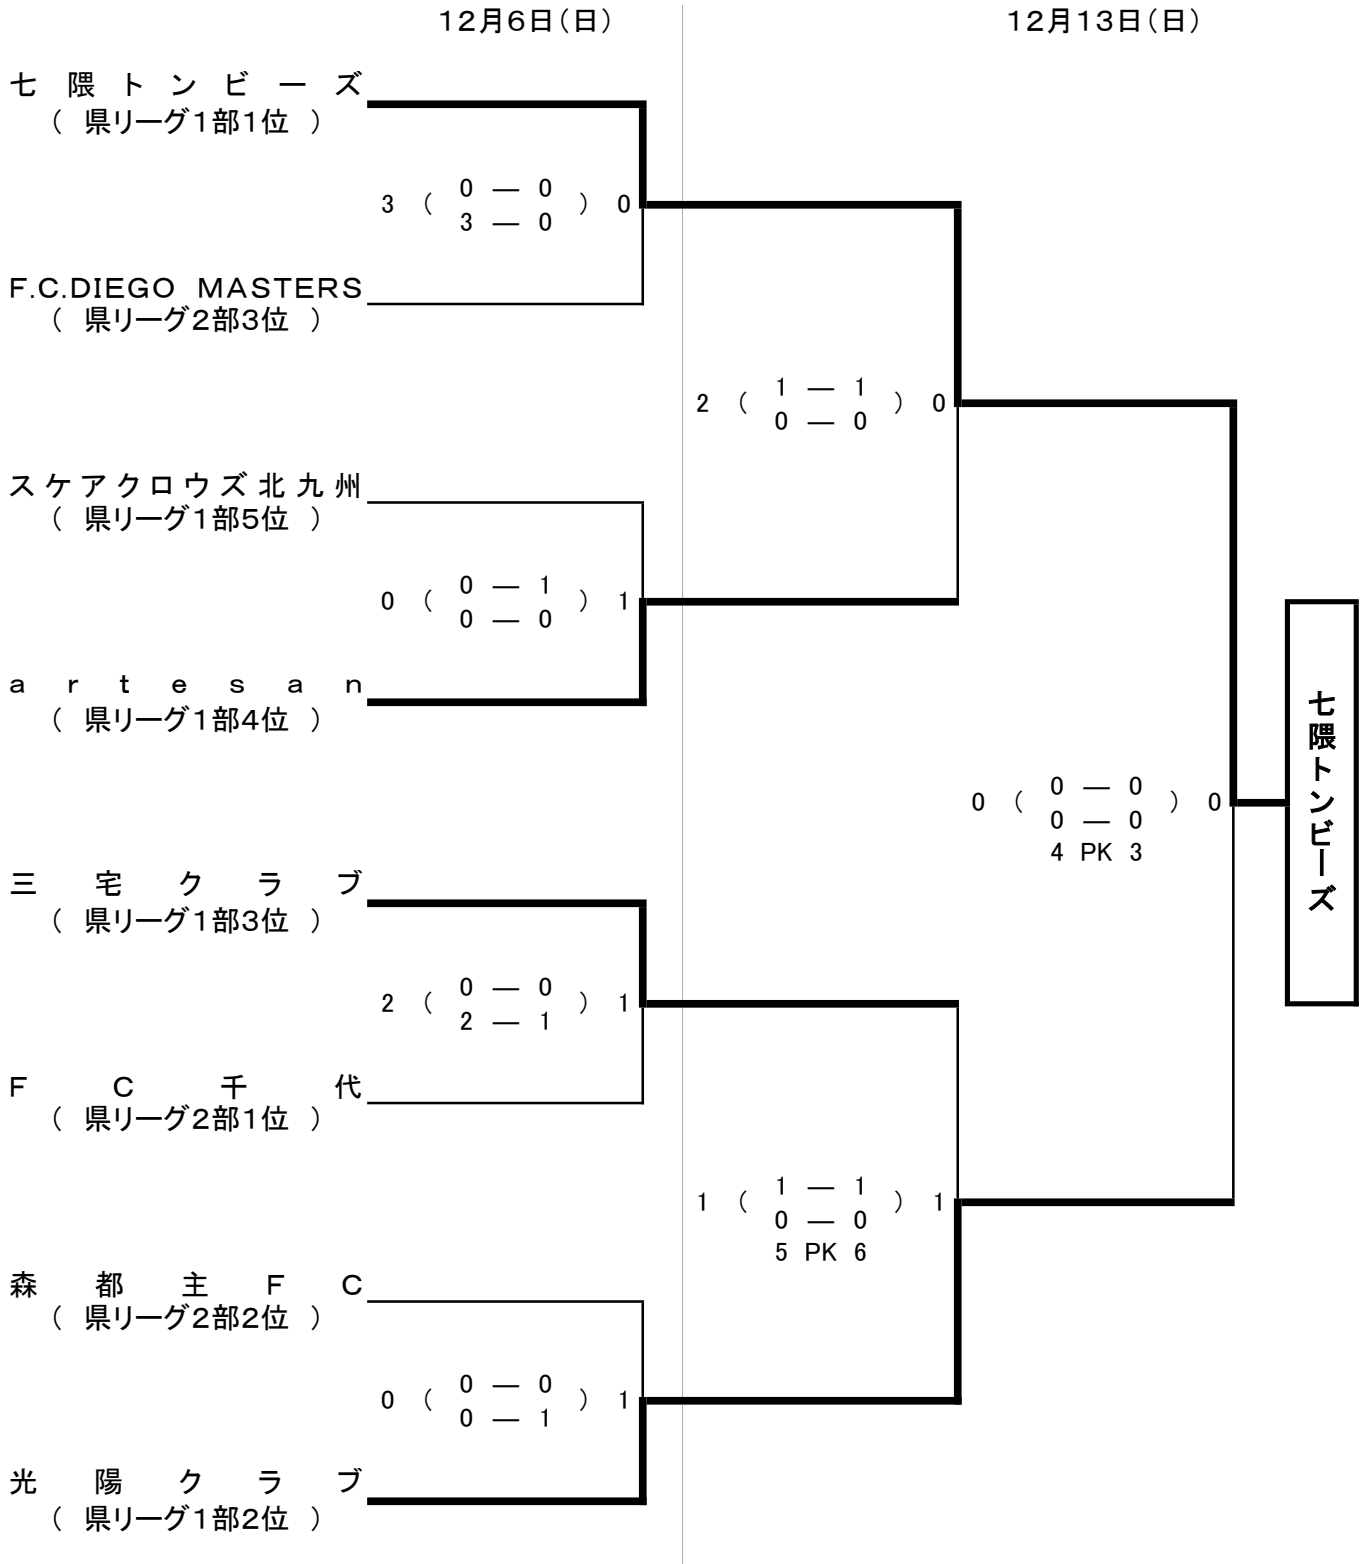 12月6日(日)
12月13日(日)
七隈トンビーズ
( 県リーグ1部1位 )
0 ― 0
3 ( ) 0
3 ― 0
F.C.DIEGO MASTERS
( 県リーグ2部3位 )
1 ― 1
2 ( ) 0
0 ― 0
スケアクロウズ北九州
( 県リーグ1部5位 )
0 ― 1
0 ( ) 1
0 ― 0
artesan
( 県リーグ1部4位 )
七隈トンビーズ
0 ― 0
0 ( ) 0
0 ― 0
4 PK 3
三宅クラブ
( 県リーグ1部3位 )
0 ― 0
2 ( ) 1
2 ― 1
FC千代
( 県リーグ2部1位 )
1 ― 1
1 ( ) 1
0 ― 0
5 PK 6
森都主FC
( 県リーグ2部2位 )
0 ― 0
0 ( ) 1
0 ― 1
光陽クラブ
( 県リーグ1部2位 )